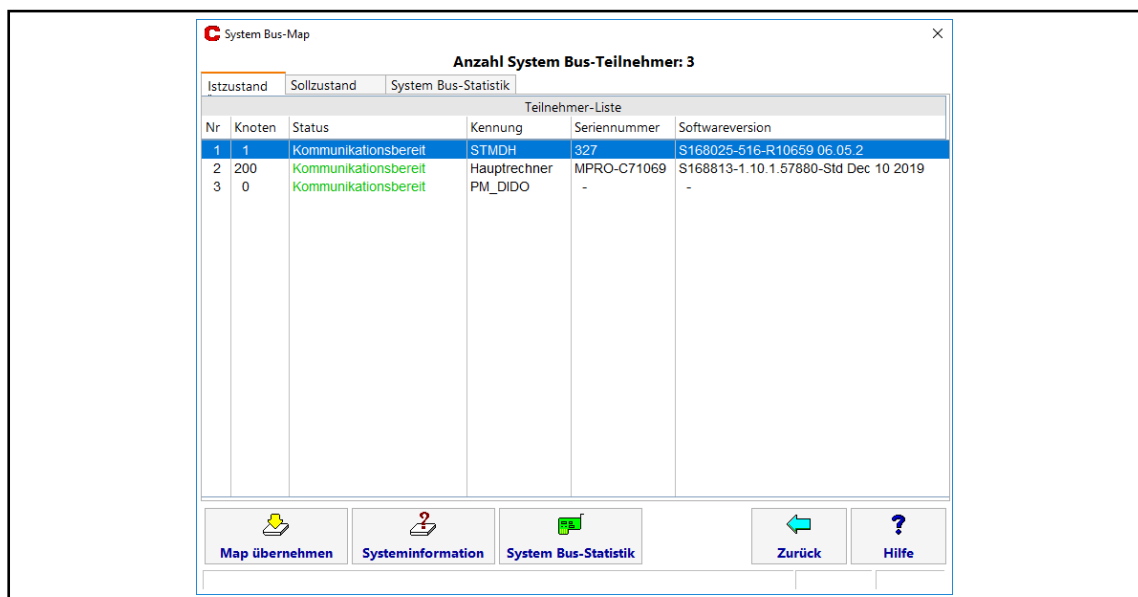 System Bus-Map
Anzahl System Bus-Teilnehmer: 3
Istzustand Sollzustand System Bus-Statistik
Teilnehmer-Liste
Nr Knoten Status Kennung Seriennummer Softwareversion
1 1 Kommunikationsbereit STMDH 327 S168025-516-R10659 06.05.2
2 200 Kommunikationsbereit Hauptrechner MPRO-C71069 S168813-1.10.1.57880-Std Dec 10 2019
3 0 Kommunikationsbereit PM_DIDO - -
Map übernehmen Systeminformation System Bus-Statistik Zurück Hilfe